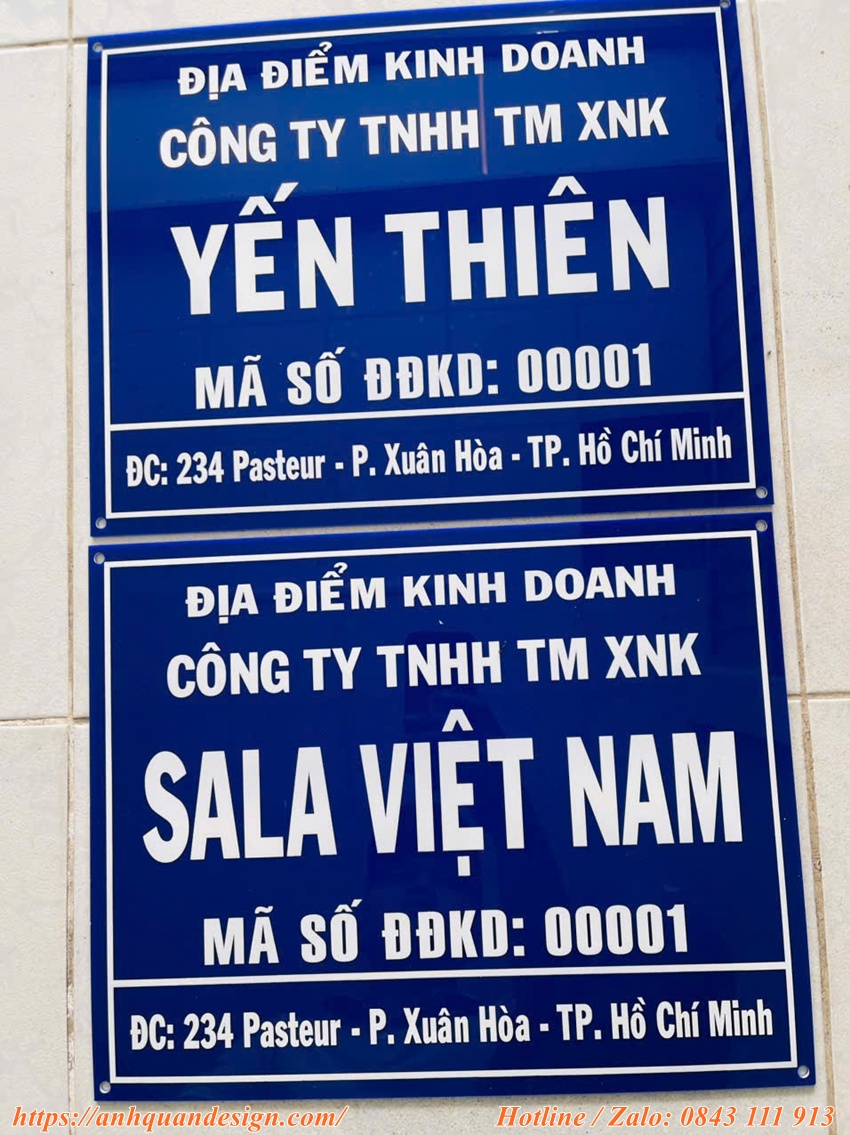 ĐỊA ĐIỂM KINH DOANH
CÔNG TY TNHH TM XNK
YẾN THIÊN
MÃ SỐ ĐĐKD: 00001
ĐC: 234 Pasteur - P. Xuân Hòa - TP. Hồ Chí Minh
ĐỊA ĐIỂM KINH DOANH
CÔNG TY TNHH TM XNK
SALA VIỆT NAM
MÃ SỐ ĐĐKD: 00001
ĐC: 234 Pasteur - P. Xuân Hòa - TP. Hồ Chí Minh
https://anhquandesign.com/ Hotline / Zalo: 0843 111 913